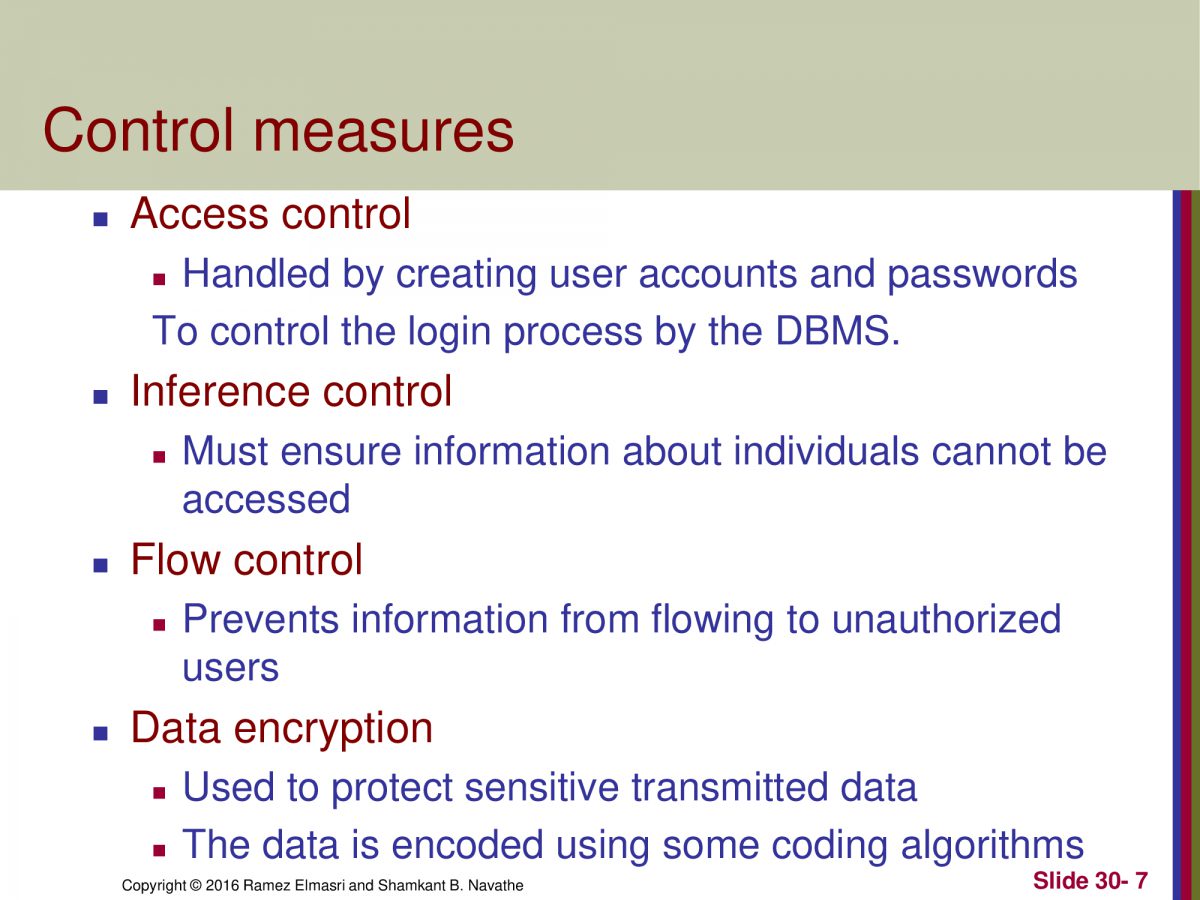 Control measures
Access control
Handled by creating user accounts and passwords
To control the login process by the DBMS.
Inference control
Must ensure information about individuals cannot be
accessed
Flow control
Prevents information from flowing to unauthorized
users
Data encryption
Used to protect sensitive transmitted data
The data is encoded using some coding algorithms
Copyright © 2016 Ramez Elmasri and Shamkant B. Navathe
Slide 30- 7